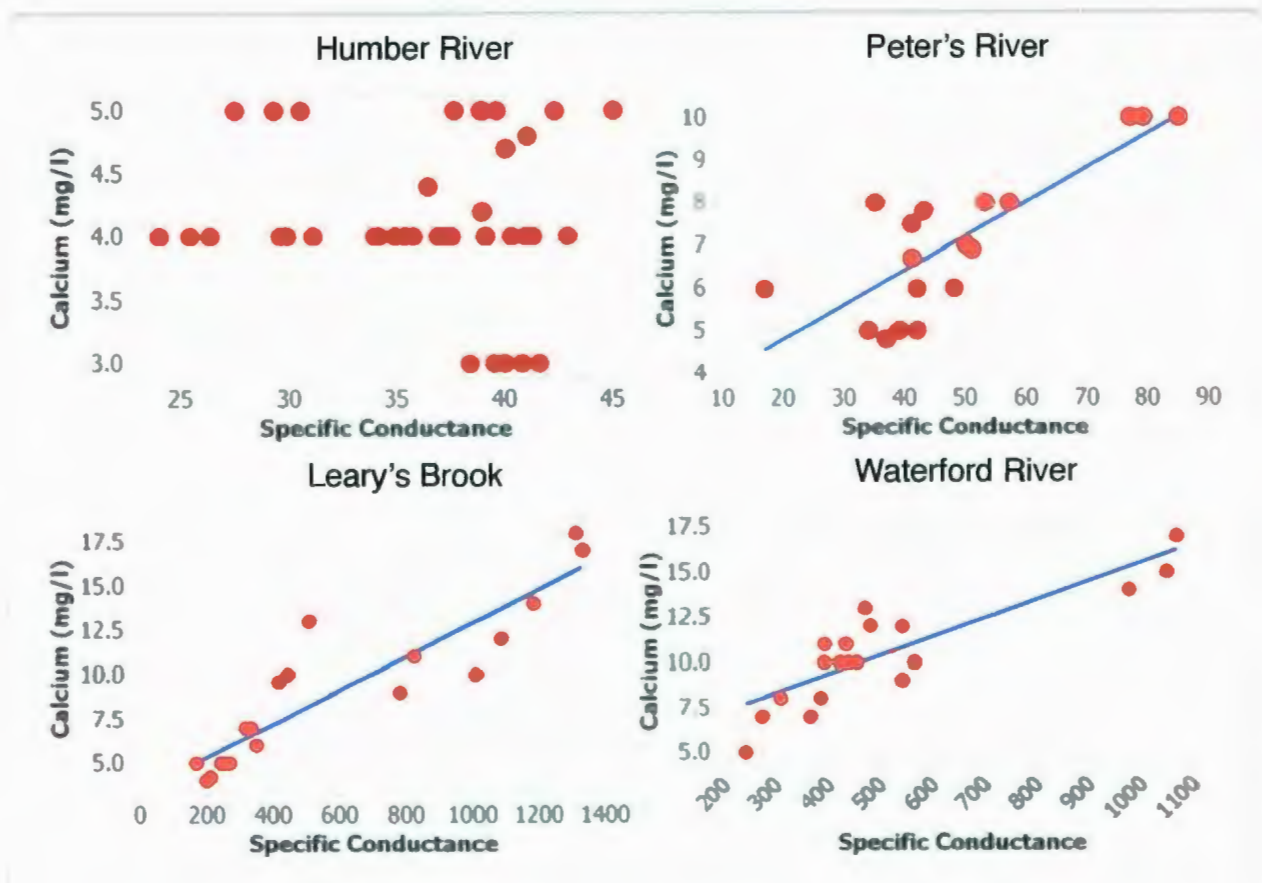 Humber River
Calcium (mg/l)
5.0
4.5
4.0
3.5
3.0
25 30 35 40 45
Specific Conductance
Peter's River
Calcium (mg/l)
10
9
8
7
6
5
4
10 20 30 40 50 60 70 80 90
Specific Conductance
Leary's Brook
Calcium (mg/l)
17.5
15.0
12.5
10.0
7.5
5.0
0 200 400 600 800 1000 1200 1400
Specific Conductance
Waterford River
Calcium (mg/l)
17.5
15.0
12.5
10.0
7.5
5.0
200 300 400 500 600 700 800 900 1000 1100
Specific Conductance